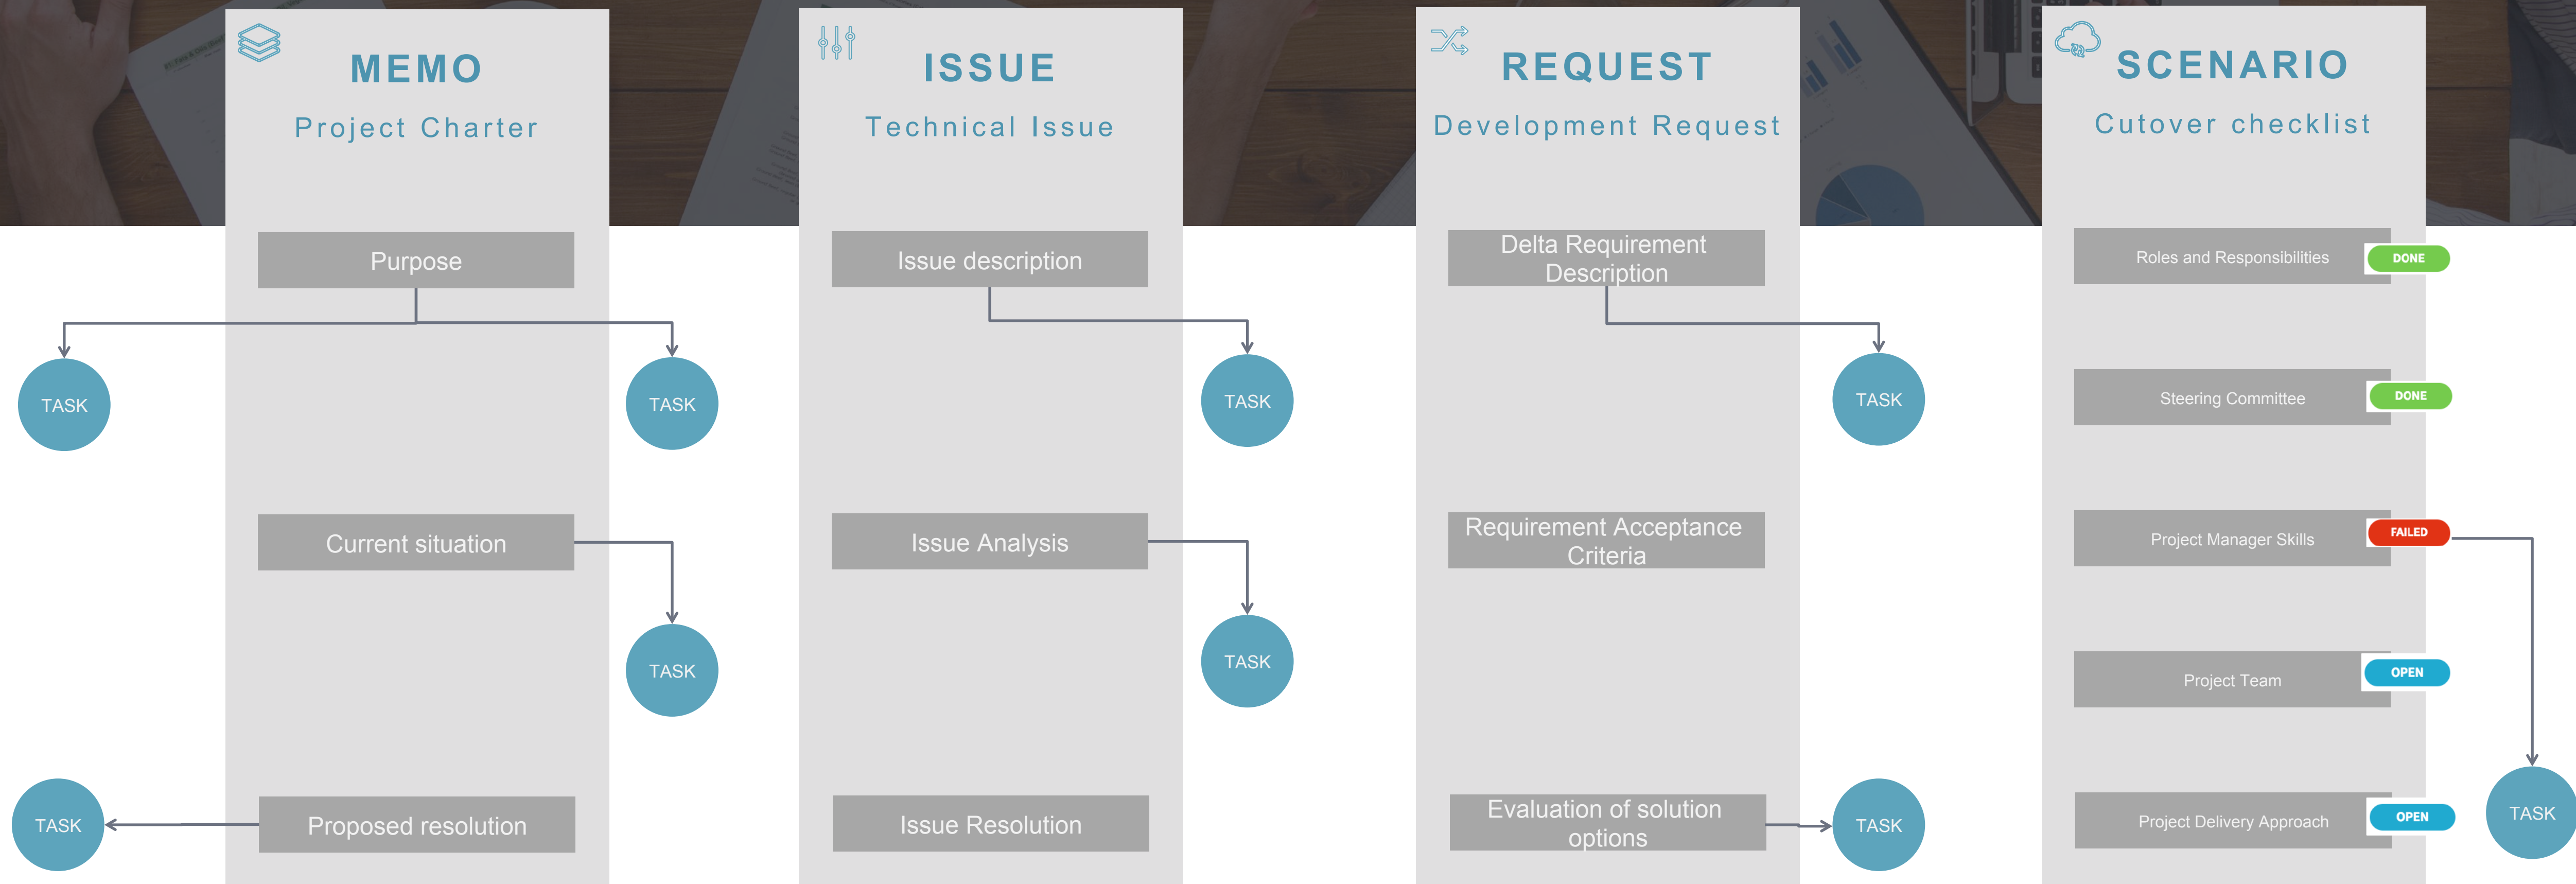 MEMO
Project Charter
Purpose
TASK
TASK
Current situation
TASK
Proposed resolution
TASK
ISSUE
Technical Issue
Issue description
TASK
Issue Analysis
TASK
Issue Resolution
REQUEST
Development Request
Delta Requirement
Description
TASK
Requirement Acceptance
Criteria
Evaluation of solution
options
TASK
SCENARIO
Cutover checklist
Roles and Responsibilities
DONE
Steering Committee
DONE
Project Manager Skills
FAILED
Project Team
OPEN
Project Delivery Approach
OPEN
TASK